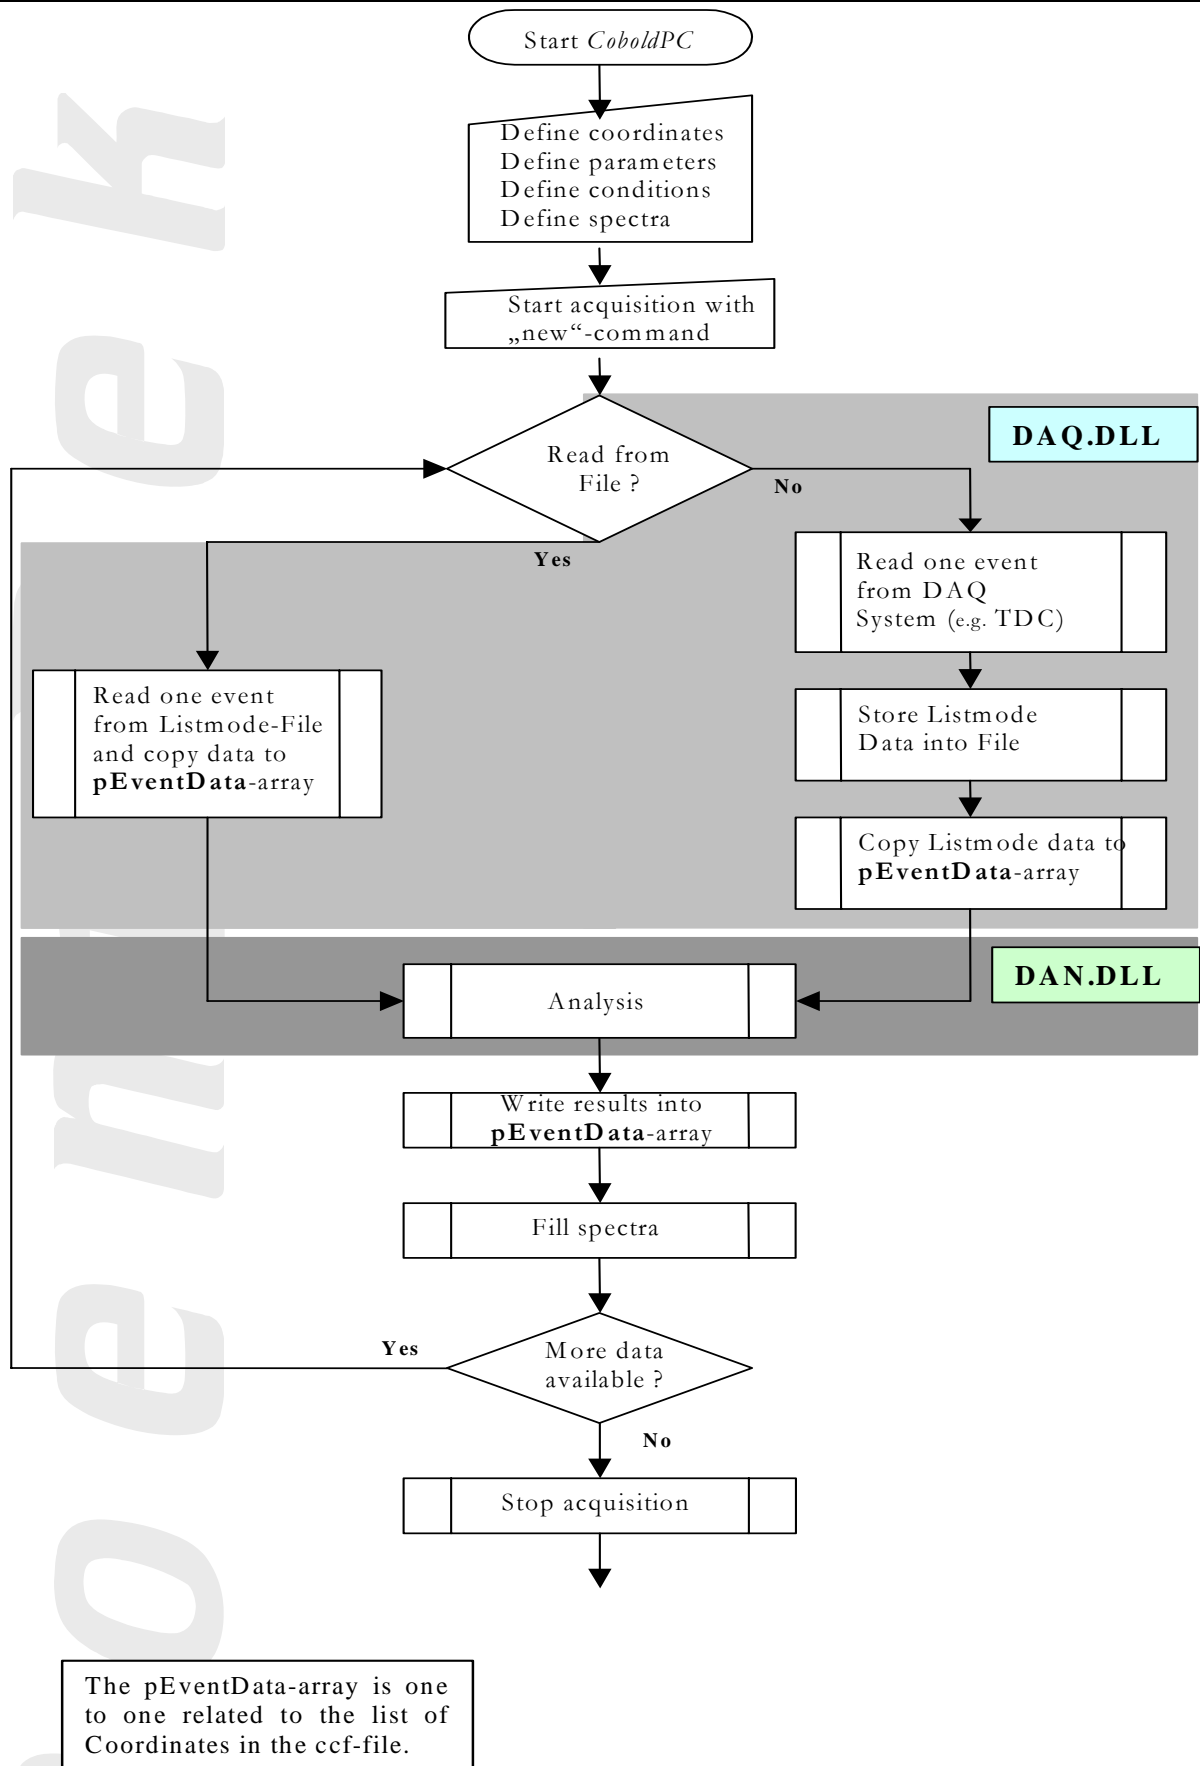 Start CoboldPC
Define coordinates
Define parameters
Define conditions
Define spectra
Start acquisition with
„new“-command
DAQ.DLL
Read from
File ?
No
Yes
Read one event
from DAQ
System (e.g. TDC)
Read one event
from Listmode-File
and copy data to
pEventData-array
Store Listmode
Data into File
Copy Listmode data to
pEventData-array
DAN.DLL
Analysis
Write results into
pEventData-array
Fill spectra
Yes
More data
available ?
No
Stop acquisition
The pEventData-array is one
to one related to the list of
Coordinates in the ccf-file.